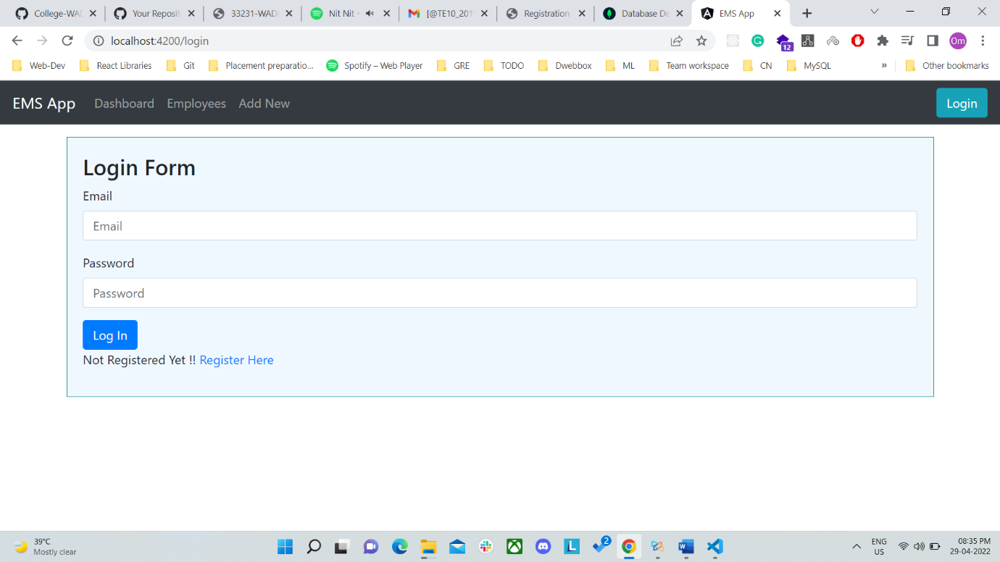 College-WAD Your Reposit 33231-WAD Nit Nit • [@TE10_201 Registration Database De EMS App
localhost:4200/login
12 Om
Web-Dev React Libraries Git Placement preparatio... Spotify – Web Player GRE TODO Dwebbox ML Team workspace CN MySQL » Other bookmarks
EMS App Dashboard Employees Add New Login
Login Form
Email
Email
Password
Password
Log In
Not Registered Yet !! Register Here
39°C
Mostly clear
2
ENG
US
08:35 PM
29-04-2022